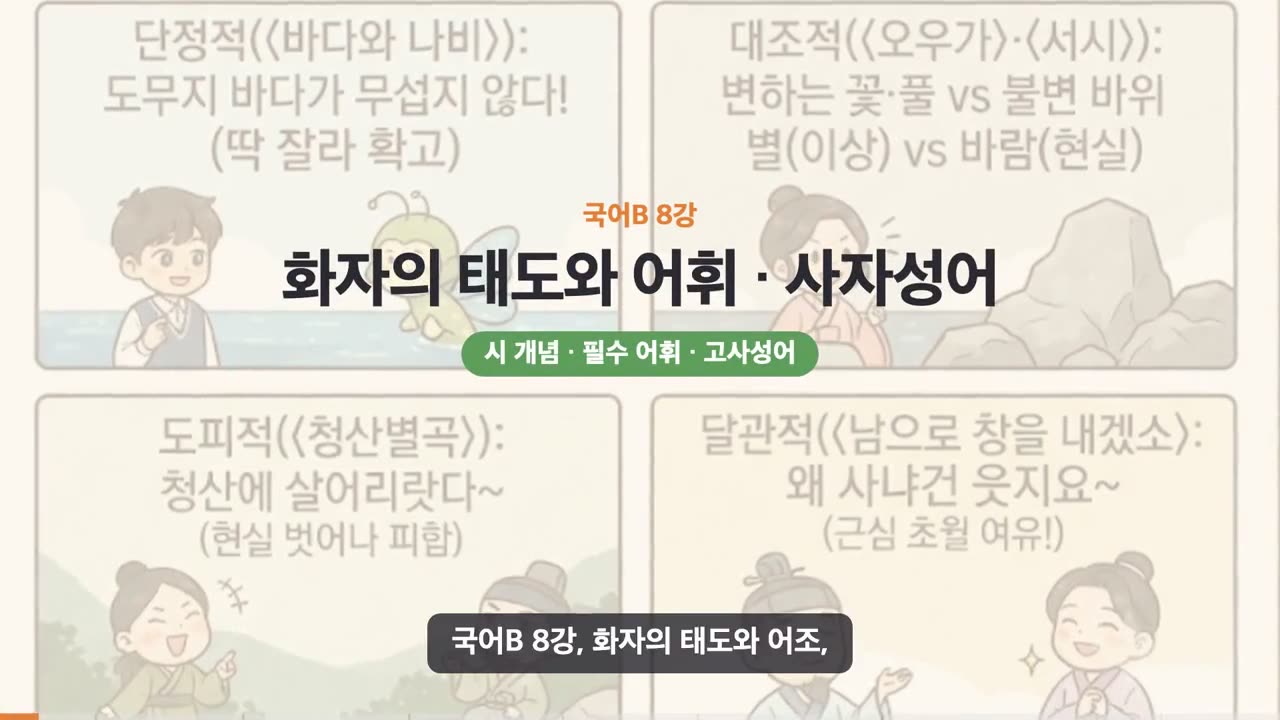 단정적(〈바다와 나비〉):
도무지 바다가 무섭지 않다!
(딱 잘라 확고)
대조적(〈오우가〉·〈서시〉):
변하는 꽃·풀 vs 불변 바위
별(이상) vs 바람(현실)
국어B 8강
화자의 태도와 어휘 · 사자성어
시 개념 · 필수 어휘 · 고사성어
도피적(〈청산별곡〉):
청산에 살어리랏다~
(현실 벗어나 피함)
달관적(〈남으로 창을 내겠소〉:
왜 사냐건 웃지요~
(근심 초월 여유!)
국어B 8강, 화자의 태도와 어조,